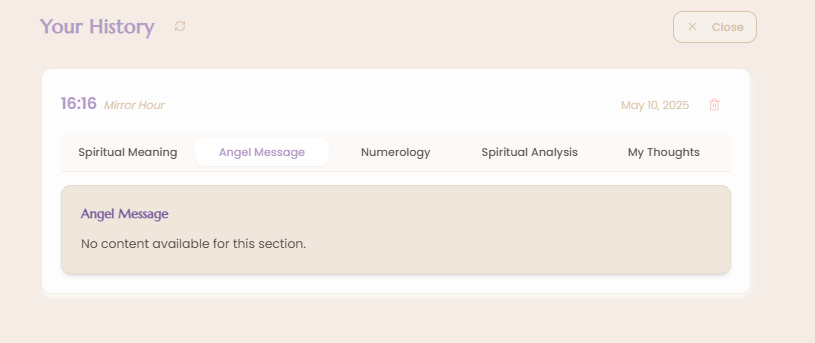 Your History
Close
16:16 Mirror Hour
May 10, 2025
Spiritual Meaning Angel Message Numerology Spiritual Analysis My Thoughts
Angel Message
No content available for this section.